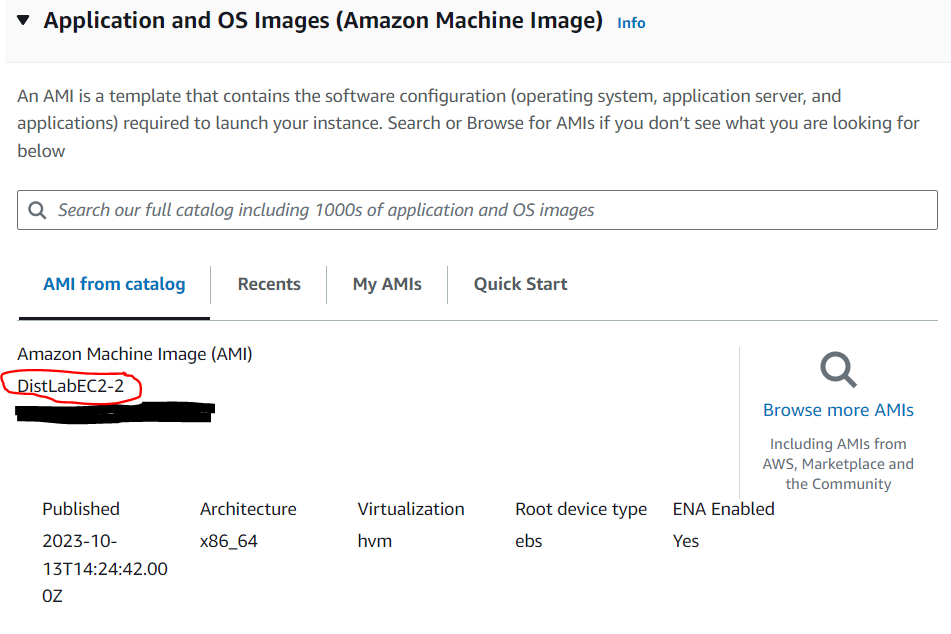 Application and OS Images (Amazon Machine Image) Info
An AMI is a template that contains the software configuration (operating system, application server, and
applications) required to launch your instance. Search or Browse for AMIs if you don’t see what you are looking for
below
Search our full catalog including 1000s of application and OS images
AMI from catalog
Recents
My AMIs
Quick Start
Amazon Machine Image (AMI)
DistLabEC2-2
Browse more AMIs
Including AMIs from
AWS, Marketplace and
the Community
Published
2023-10-
13T14:24:42.00
0Z
Architecture
x86_64
Virtualization
hvm
Root device type
ebs
ENA Enabled
Yes